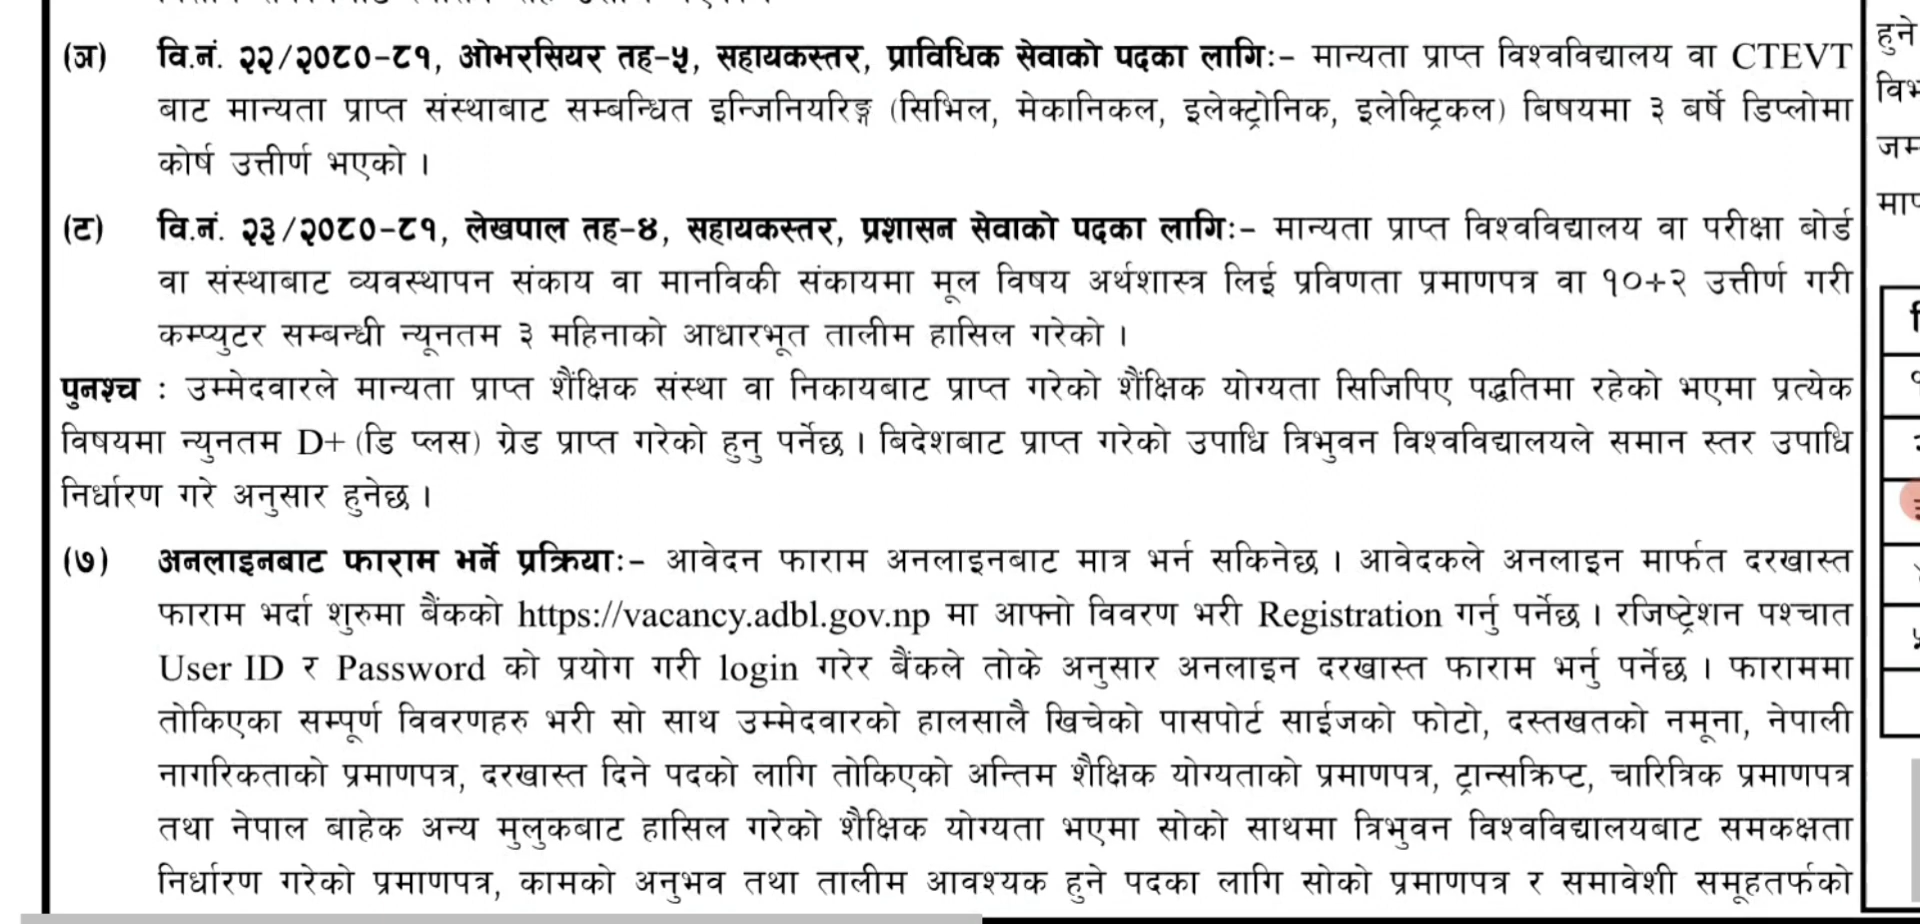 (ञ) वि.नं. २२/२०८०-८१, ओभरसियर तह-५, सहायकस्तर, प्राविधिक सेवाको पदका लागिः- मान्यता प्राप्त विश्वविद्यालय वा CTEVT
बाट मान्यता प्राप्त संस्थाबाट सम्बन्धित इन्जिनियरिङ्ग (सिभिल, मेकानिकल, इलेक्ट्रोनिक, इलेक्ट्रिकल) बिषयमा ३ बर्षे डिप्लोमा
कोर्ष उत्तीर्ण भएको ।
(ट) वि.नं. २३/२०८०-८१, लेखपाल तह-४, सहायकस्तर, प्रशासन सेवाको पदका लागिः- मान्यता प्राप्त विश्वविद्यालय वा परीक्षा बोर्ड
वा संस्थाबाट व्यवस्थापन संकाय वा मानविकी संकायमा मूल विषय अर्थशास्त्र लिई प्रविणता प्रमाणपत्र वा १०+२ उत्तीर्ण गरी
कम्प्युटर सम्बन्धी न्यूनतम ३ महिनाको आधारभूत तालीम हासिल गरेको ।
पुनश्च : उम्मेदवारले मान्यता प्राप्त शैंक्षिक संस्था वा निकायबाट प्राप्त गरेको शैंक्षिक योग्यता सिजिपिए पद्धतिमा रहेको भएमा प्रत्येक
विषयमा न्युनतम D+ (डि प्लस) ग्रेड प्राप्त गरेको हुनु पर्नेछ । बिदेशबाट प्राप्त गरेको उपाधि त्रिभुवन विश्वविद्यालयले समान स्तर उपाधि
निर्धारण गरे अनुसार हुनेछ ।
(७) अनलाइनबाट फाराम भर्ने प्रक्रियाः- आवेदन फाराम अनलाइनबाट मात्र भर्न सकिनेछ । आवेदकले अनलाइन मार्फत दरखास्त
फाराम भर्दा शुरुमा बैंकको https://vacancy.adbl.gov.np मा आफ्नो विवरण भरी Registration गर्नु पर्नेछ । रजिष्ट्रेशन पश्चात
User ID र Password को प्रयोग गरी login गरेर बैंकले तोके अनुसार अनलाइन दरखास्त फाराम भर्नु पर्नेछ । फाराममा
तोकिएका सम्पूर्ण विवरणहरु भरी सो साथ उम्मेदवारको हालसालै खिचेको पासपोर्ट साईजको फोटो, दस्तखतको नमूना, नेपाली
नागरिकताको प्रमाणपत्र, दरखास्त दिने पदको लागि तोकिएको अन्तिम शैक्षिक योग्यताको प्रमाणपत्र, ट्रान्सक्रिप्ट, चारित्रिक प्रमाणपत्र
तथा नेपाल बाहेक अन्य मुलुकबाट हासिल गरेको शैक्षिक योग्यता भएमा सोको साथमा त्रिभुवन विश्वविद्यालयबाट समकक्षता
निर्धारण गरेको प्रमाणपत्र, कामको अनुभव तथा तालीम आवश्यक हुने पदका लागि सोको प्रमाणपत्र र समावेशी समूहतर्फको
हुने